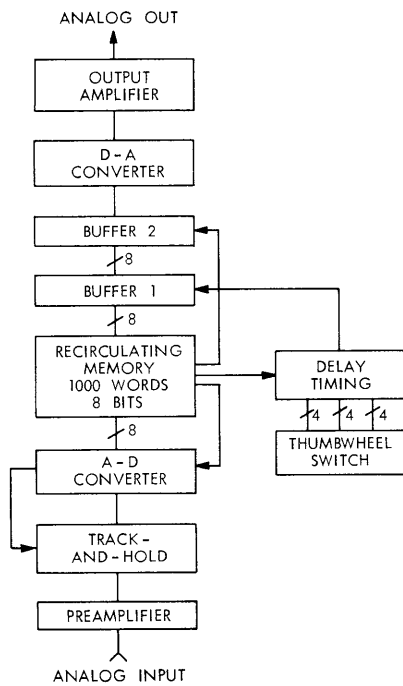 ANALOG OUT
OUTPUT
AMPLIFIER
D-A
CONVERTER
BUFFER 2
8
BUFFER 1
8
RECIRCULATING
MEMORY
1000 WORDS
8 BITS
DELAY
TIMING
4 4 4
THUMBWHEEL
SWITCH
8
A-D
CONVERTER
TRACK-
AND-HOLD
PREAMPLIFIER
ANALOG INPUT